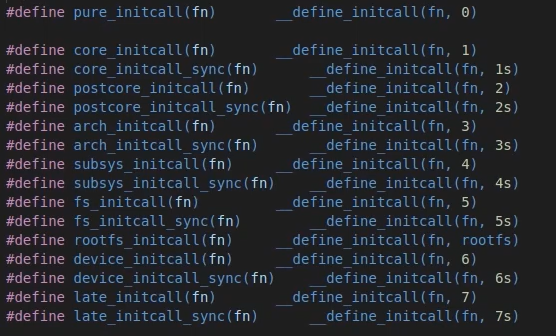 #define pure_initcall(fn) __define_initcall(fn, 0)
#define core_initcall(fn) __define_initcall(fn, 1)
#define core_initcall_sync(fn) __define_initcall(fn, 1s)
#define postcore_initcall(fn) __define_initcall(fn, 2)
#define postcore_initcall_sync(fn) __define_initcall(fn, 2s)
#define arch_initcall(fn) __define_initcall(fn, 3)
#define arch_initcall_sync(fn) __define_initcall(fn, 3s)
#define subsys_initcall(fn) __define_initcall(fn, 4)
#define subsys_initcall_sync(fn) __define_initcall(fn, 4s)
#define fs_initcall(fn) __define_initcall(fn, 5)
#define fs_initcall_sync(fn) __define_initcall(fn, 5s)
#define rootfs_initcall(fn) __define_initcall(fn, rootfs)
#define device_initcall(fn) __define_initcall(fn, 6)
#define device_initcall_sync(fn) __define_initcall(fn, 6s)
#define late_initcall(fn) __define_initcall(fn, 7)
#define late_initcall_sync(fn) __define_initcall(fn, 7s)